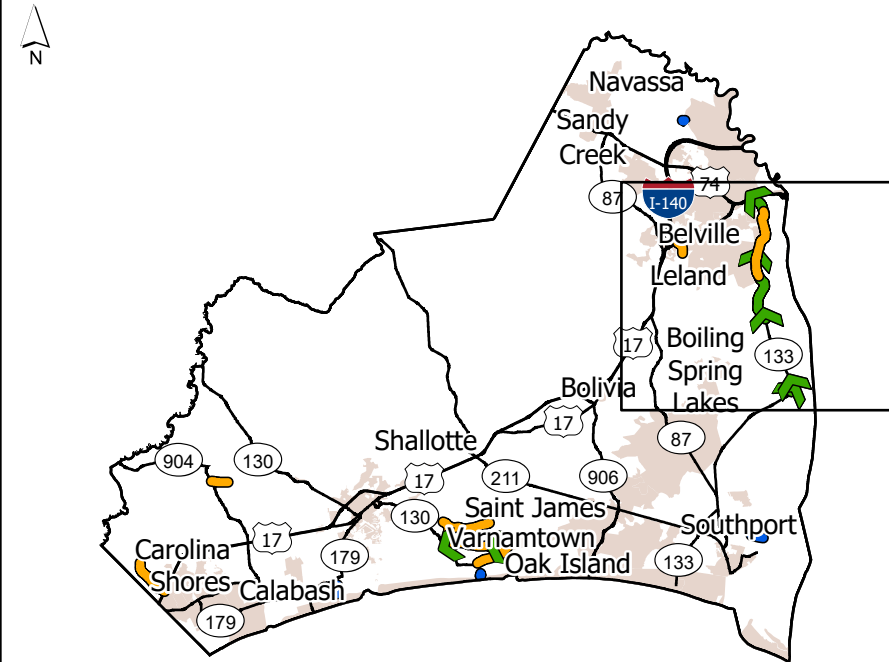 N
Navassa
Sandy
Creek
74
87
I-140
Belville
Leland
17
Boiling
Spring
Lakes
133
Bolivia
17
87
Shallotte
904
130
17
211
906
130
Saint James
Southport
17
179
Varnamtown
Carolina
Shores
Oak Island
133
Calabash
179